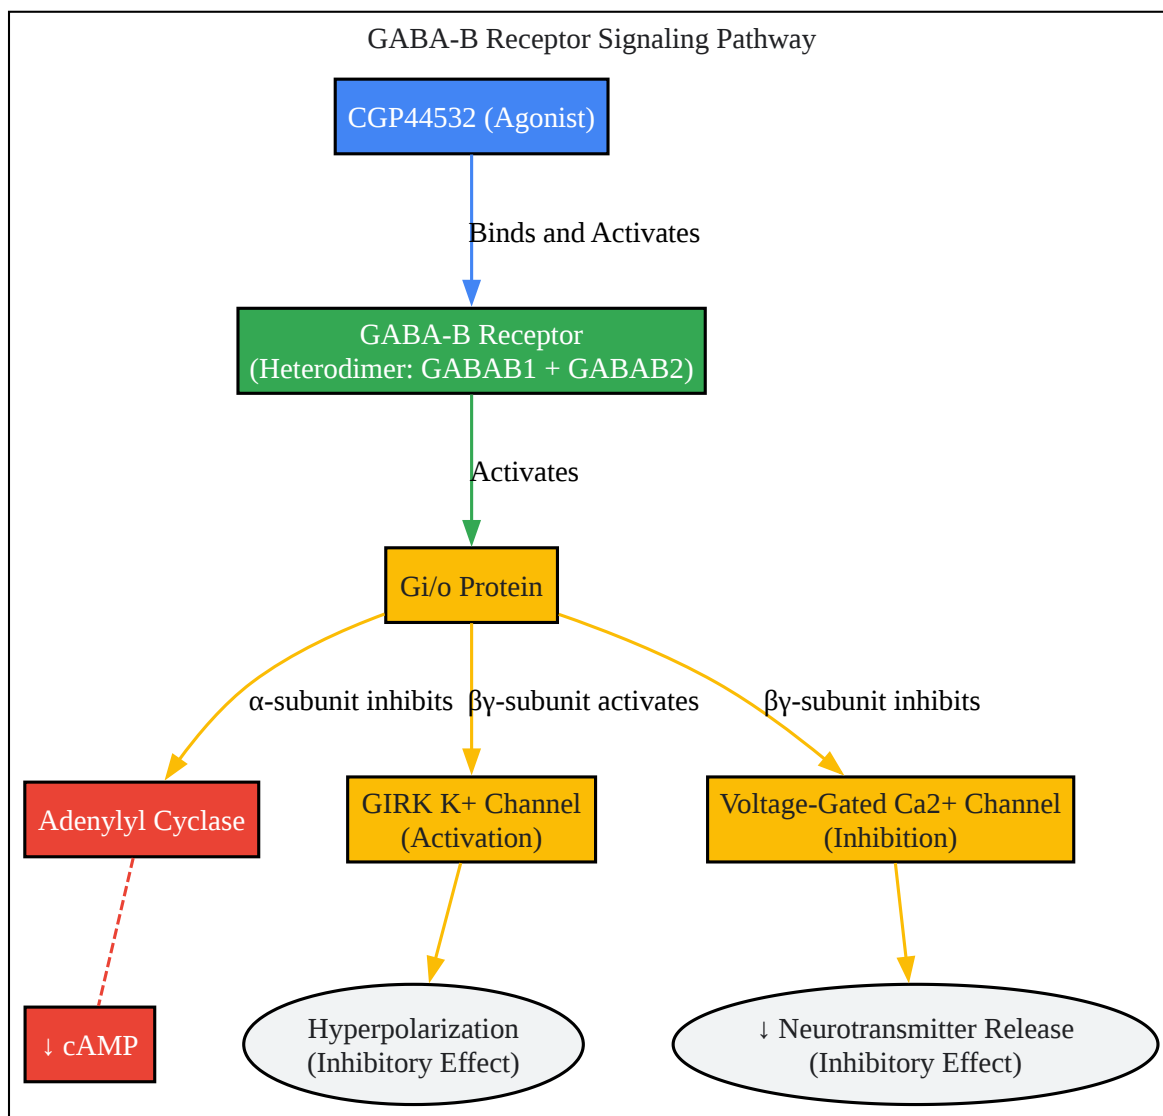 GABA-B Receptor Signaling Pathway
CGP44532 (Agonist)
Binds and Activates
GABA-B Receptor
(Heterodimer: GABAB1 + GABAB2)
Activates
Gi/o Protein
α-subunit inhibits
βγ-subunit activates
βγ-subunit inhibits
Adenylyl Cyclase
GIRK K+ Channel
(Activation)
Voltage-Gated Ca2+ Channel
(Inhibition)
↓ cAMP
Hyperpolarization
(Inhibitory Effect)
↓ Neurotransmitter Release
(Inhibitory Effect)